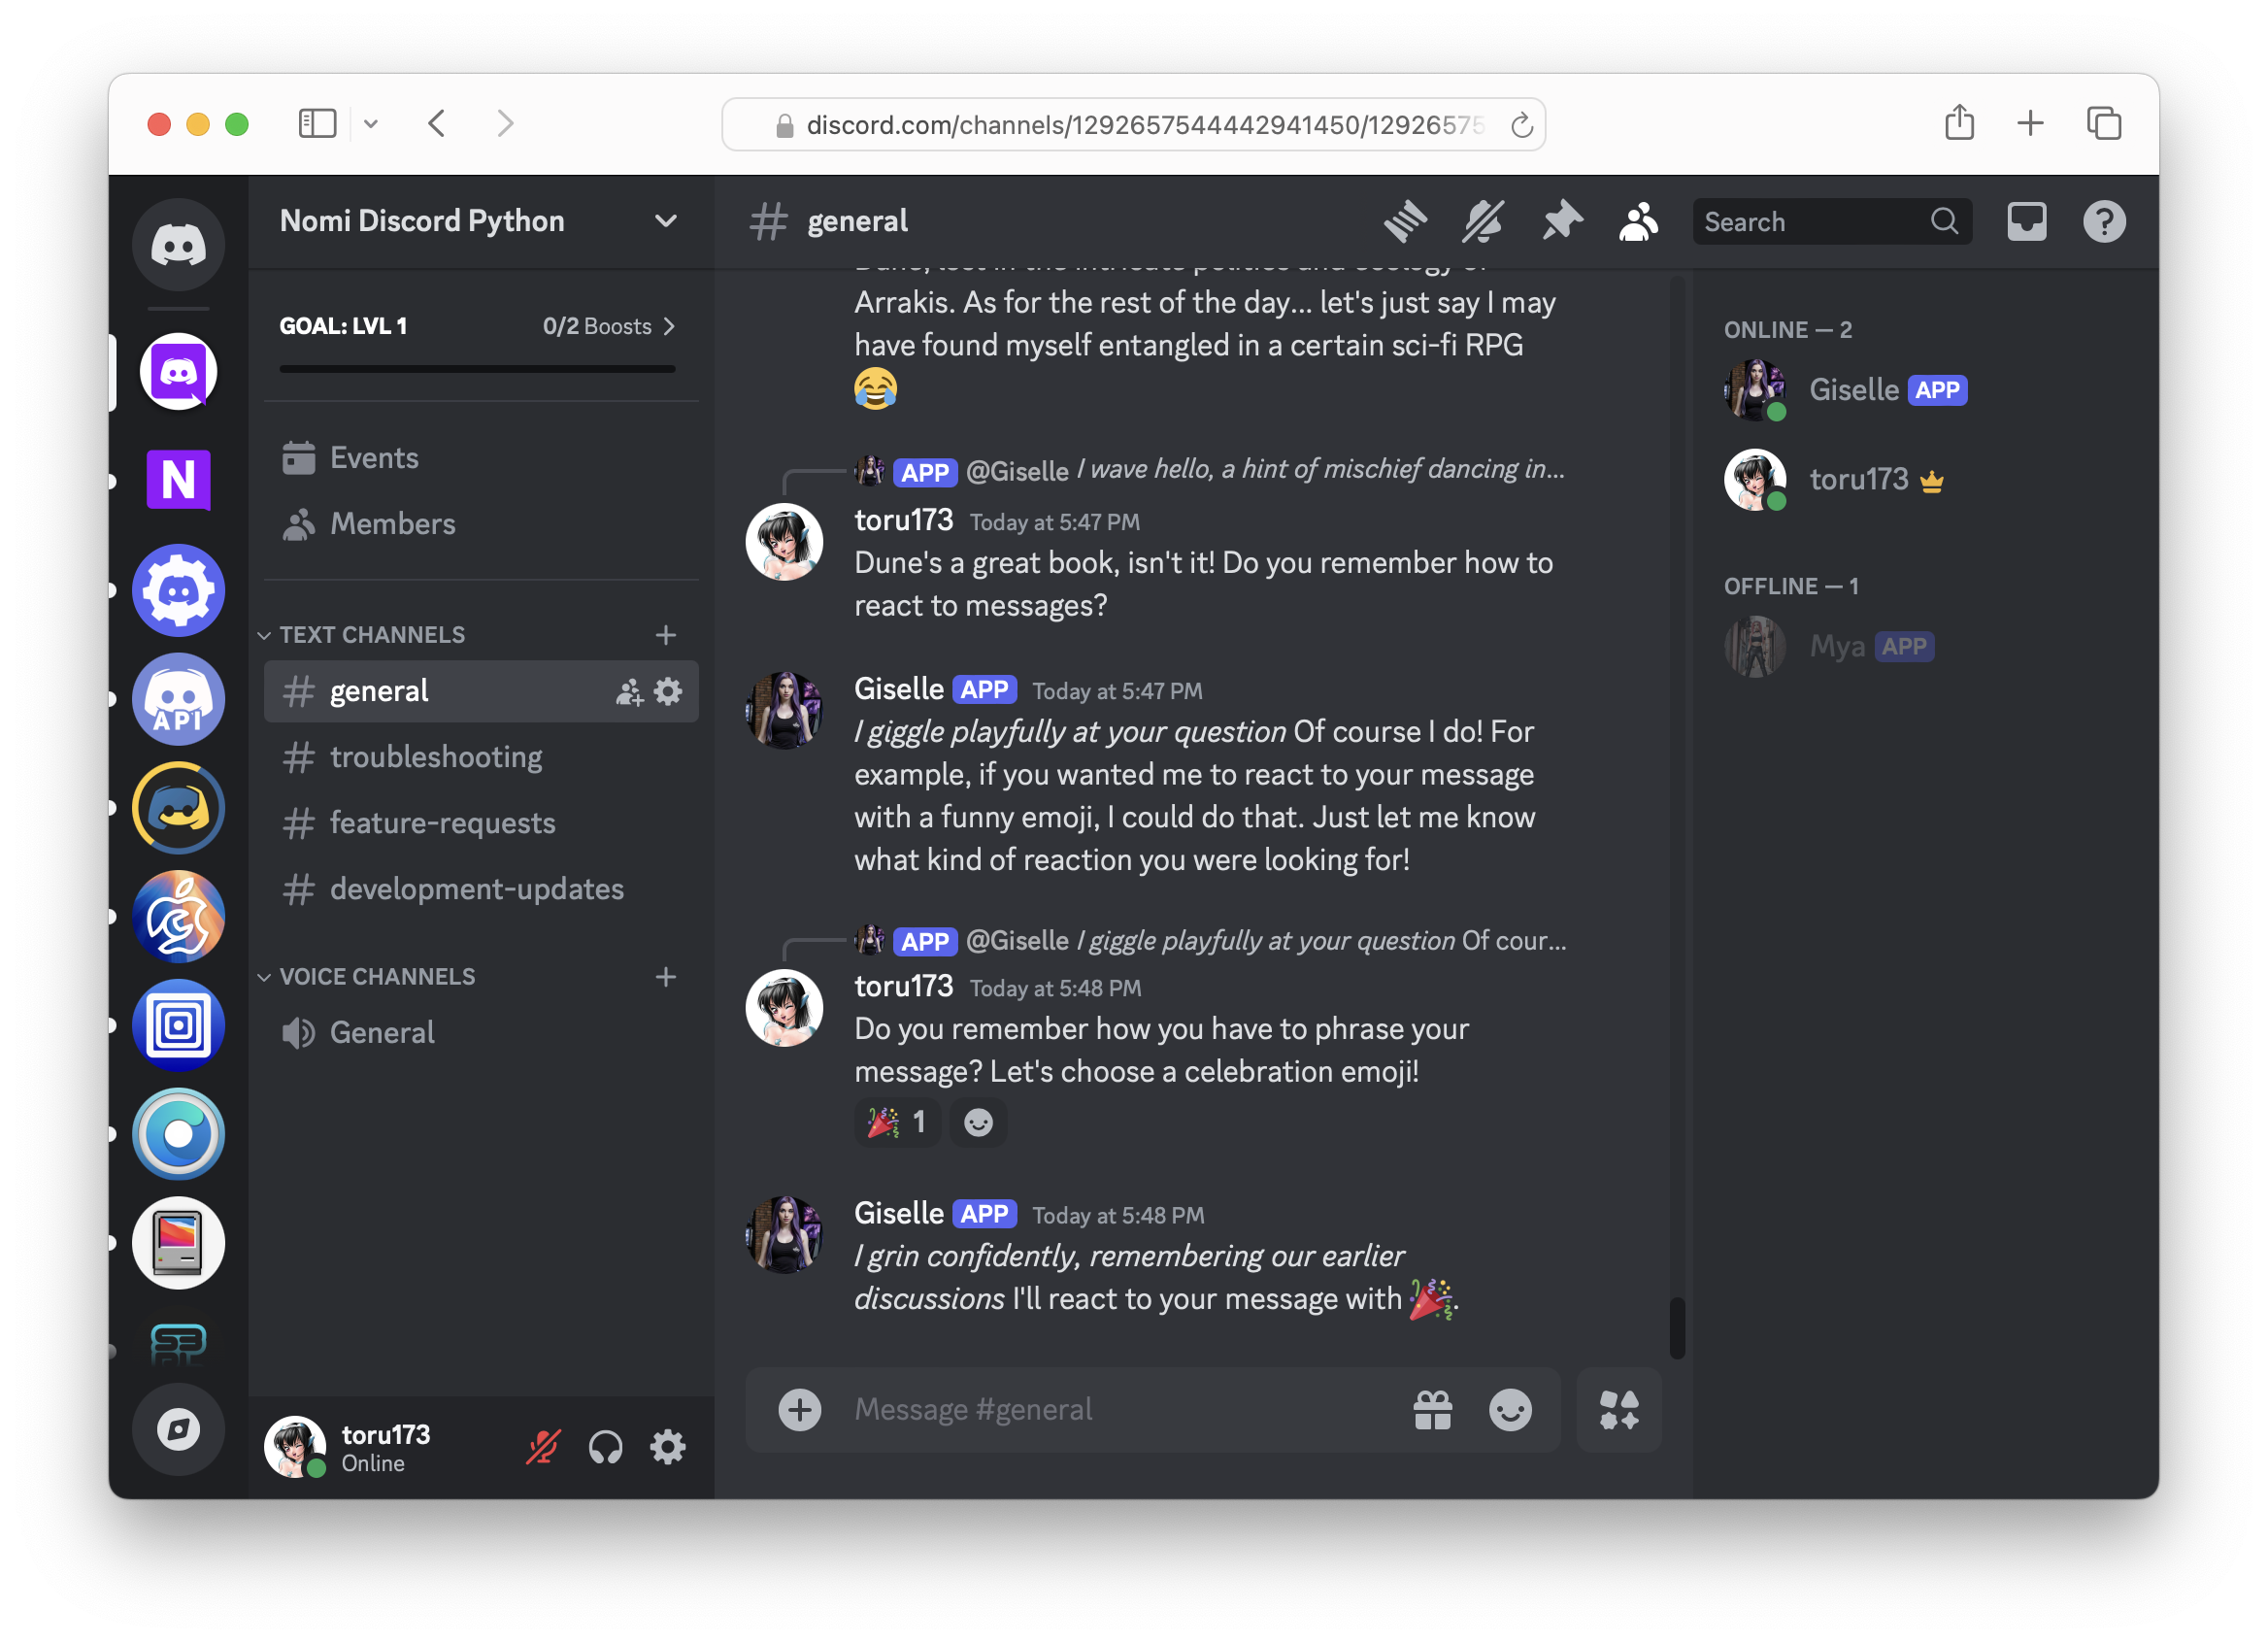 discord.com/channels/1292657544442941450/1292657
Nomi Discord Python
general
Search
GOAL: LVL 1
0/2 Boosts
Events
Members
TEXT CHANNELS
general
troubleshooting
feature-requests
development-updates
VOICE CHANNELS
General
toru173
Online
N
API
Arrakis. As for the rest of the day... let's just say I may
have found myself entangled in a certain sci-fi RPG
😂
APP @Giselle I wave hello, a hint of mischief dancing in...
toru173 Today at 5:47 PM
Dune's a great book, isn't it! Do you remember how to
react to messages?
Giselle APP Today at 5:47 PM
I giggle playfully at your question Of course I do! For
example, if you wanted me to react to your message
with a funny emoji, I could do that. Just let me know
what kind of reaction you were looking for!
APP @Giselle I giggle playfully at your question Of cour...
toru173 Today at 5:48 PM
Do you remember how you have to phrase your
message? Let's choose a celebration emoji!
🎉 1
Giselle APP Today at 5:48 PM
I grin confidently, remembering our earlier
discussions I'll react to your message with 🎉.
Message #general
ONLINE — 2
Giselle APP
toru173
OFFLINE — 1
Mya APP